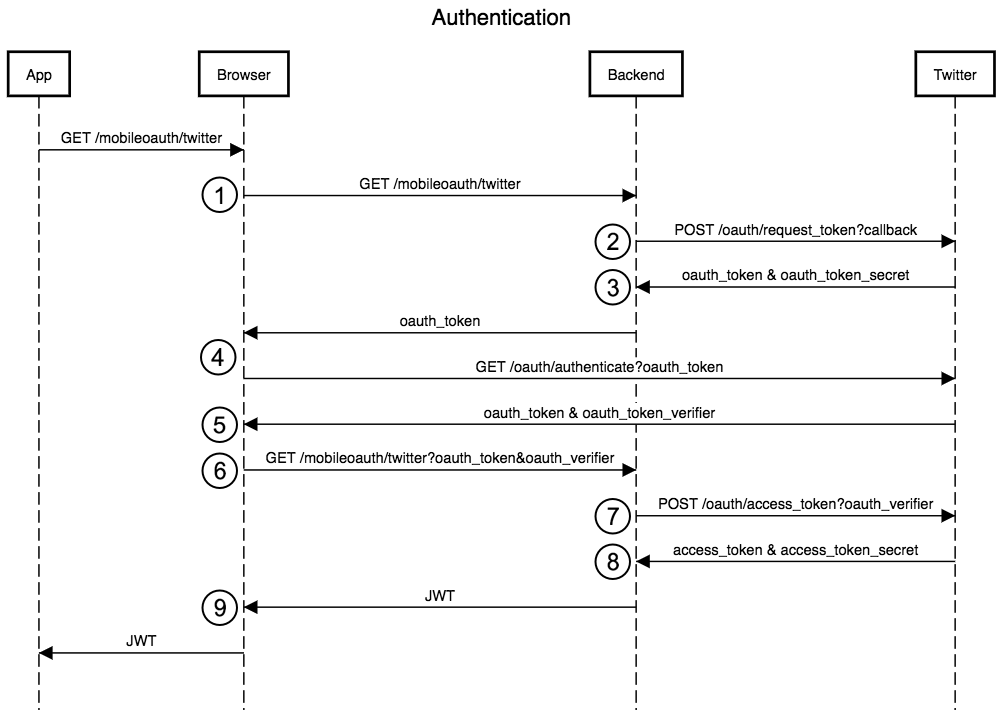 Authentication
App
Browser
Backend
Twitter
GET /mobileoauth/twitter
1
GET /mobileoauth/twitter
2
POST /oauth/request_token?callback
3
oauth_token & oauth_token_secret
oauth_token
4
GET /oauth/authenticate?oauth_token
5
oauth_token & oauth_token_verifier
6
GET /mobileoauth/twitter?oauth_token&oauth_verifier
7
POST /oauth/access_token?oauth_verifier
8
access_token & access_token_secret
9
JWT
JWT